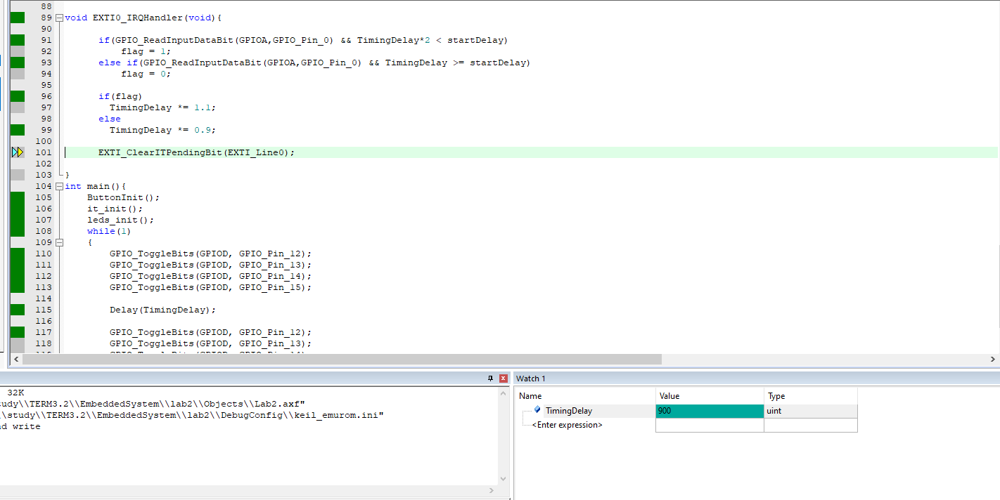 88
89 void EXTI0_IRQHandler(void){
90
91 if(GPIO_ReadInputDataBit(GPIOA,GPIO_Pin_0) && TimingDelay*2 < startDelay)
92 flag = 1;
93 else if(GPIO_ReadInputDataBit(GPIOA,GPIO_Pin_0) && TimingDelay >= startDelay)
94 flag = 0;
95
96 if(flag)
97 TimingDelay *= 1.1;
98 else
99 TimingDelay *= 0.9;
100
101 EXTI_ClearITPendingBit(EXTI_Line0);
102
103 }
104 int main(){
105 ButtonInit();
106 it_init();
107 leds_init();
108 while(1)
109 {
110 GPIO_ToggleBits(GPIOD, GPIO_Pin_12);
111 GPIO_ToggleBits(GPIOD, GPIO_Pin_13);
112 GPIO_ToggleBits(GPIOD, GPIO_Pin_14);
113 GPIO_ToggleBits(GPIOD, GPIO_Pin_15);
114
115 Delay(TimingDelay);
116
117 GPIO_ToggleBits(GPIOD, GPIO_Pin_12);
118 GPIO_ToggleBits(GPIOD, GPIO_Pin_13);
32K
tudy\\TERM3.2\\EmbeddedSystem\\lab2\\Objects\\Lab2.axf"
\\study\\TERM3.2\\EmbeddedSystem\\lab2\\DebugConfig\\keil_emurom.ini"
d write
Watch 1
Name Value Type
TimingDelay 900 uint
<Enter expression>